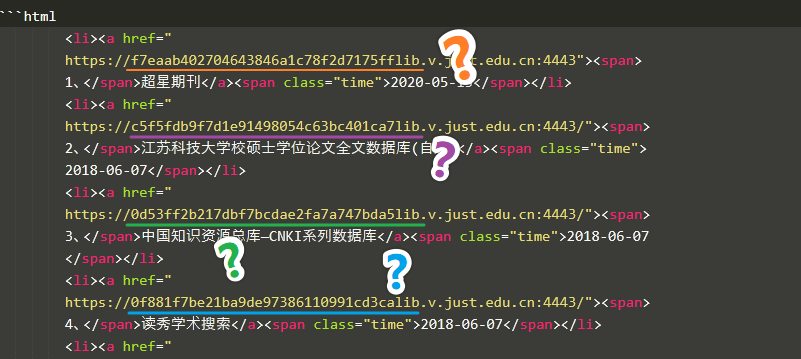 ```html
<li><a href="
https://f7eaab402704643846a1c78f2d7175fflib.v.just.edu.cn:4443"><span>
1、</span>超星期刊</a><span class="time">2020-05-15</span></li>
<li><a href="
https://c5f5fdb9f7d1e91498054c63bc401ca7lib.v.just.edu.cn:4443/"><span>
2、</span>江苏科技大学校硕士学位论文全文数据库(自 </a><span class="time">
2018-06-07</span></li>
<li><a href="
https://0d53ff2b217dbf7bcdae2fa7a747bda5lib.v.just.edu.cn:4443/"><span>
3、</span>中国知识资源总库—CNKI系列数据库</a><span class="time">2018-06-07
</span></li>
<li><a href="
https://0f881f7be21ba9de97386110991cd3calib.v.just.edu.cn:4443/"><span>
4、</span>读秀学术搜索</a><span class="time">2018-06-07</span></li>
<li><a href="
?
?
?
?